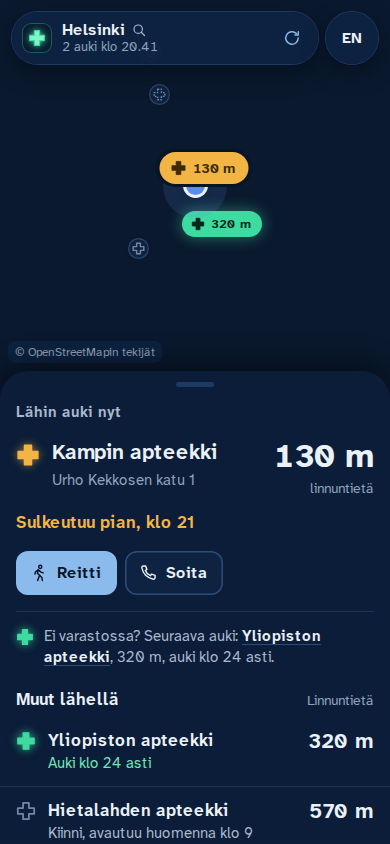 Helsinki
2 auki klo 20.41
EN
130 m
320 m
© OpenStreetMapin tekijät
Lähin auki nyt
Kampin apteekki
130 m
Urho Kekkosen katu 1
linnuntietä
Sulkeutuu pian, klo 21
Reitti
Soita
Ei varastossa? Seuraava auki: Yliopiston
apteekki, 320 m, auki klo 24 asti.
Muut lähellä
Linnuntietä
Yliopiston apteekki
320 m
Auki klo 24 asti
Hietalahden apteekki
570 m
Kiinni, avautuu huomenna klo 9